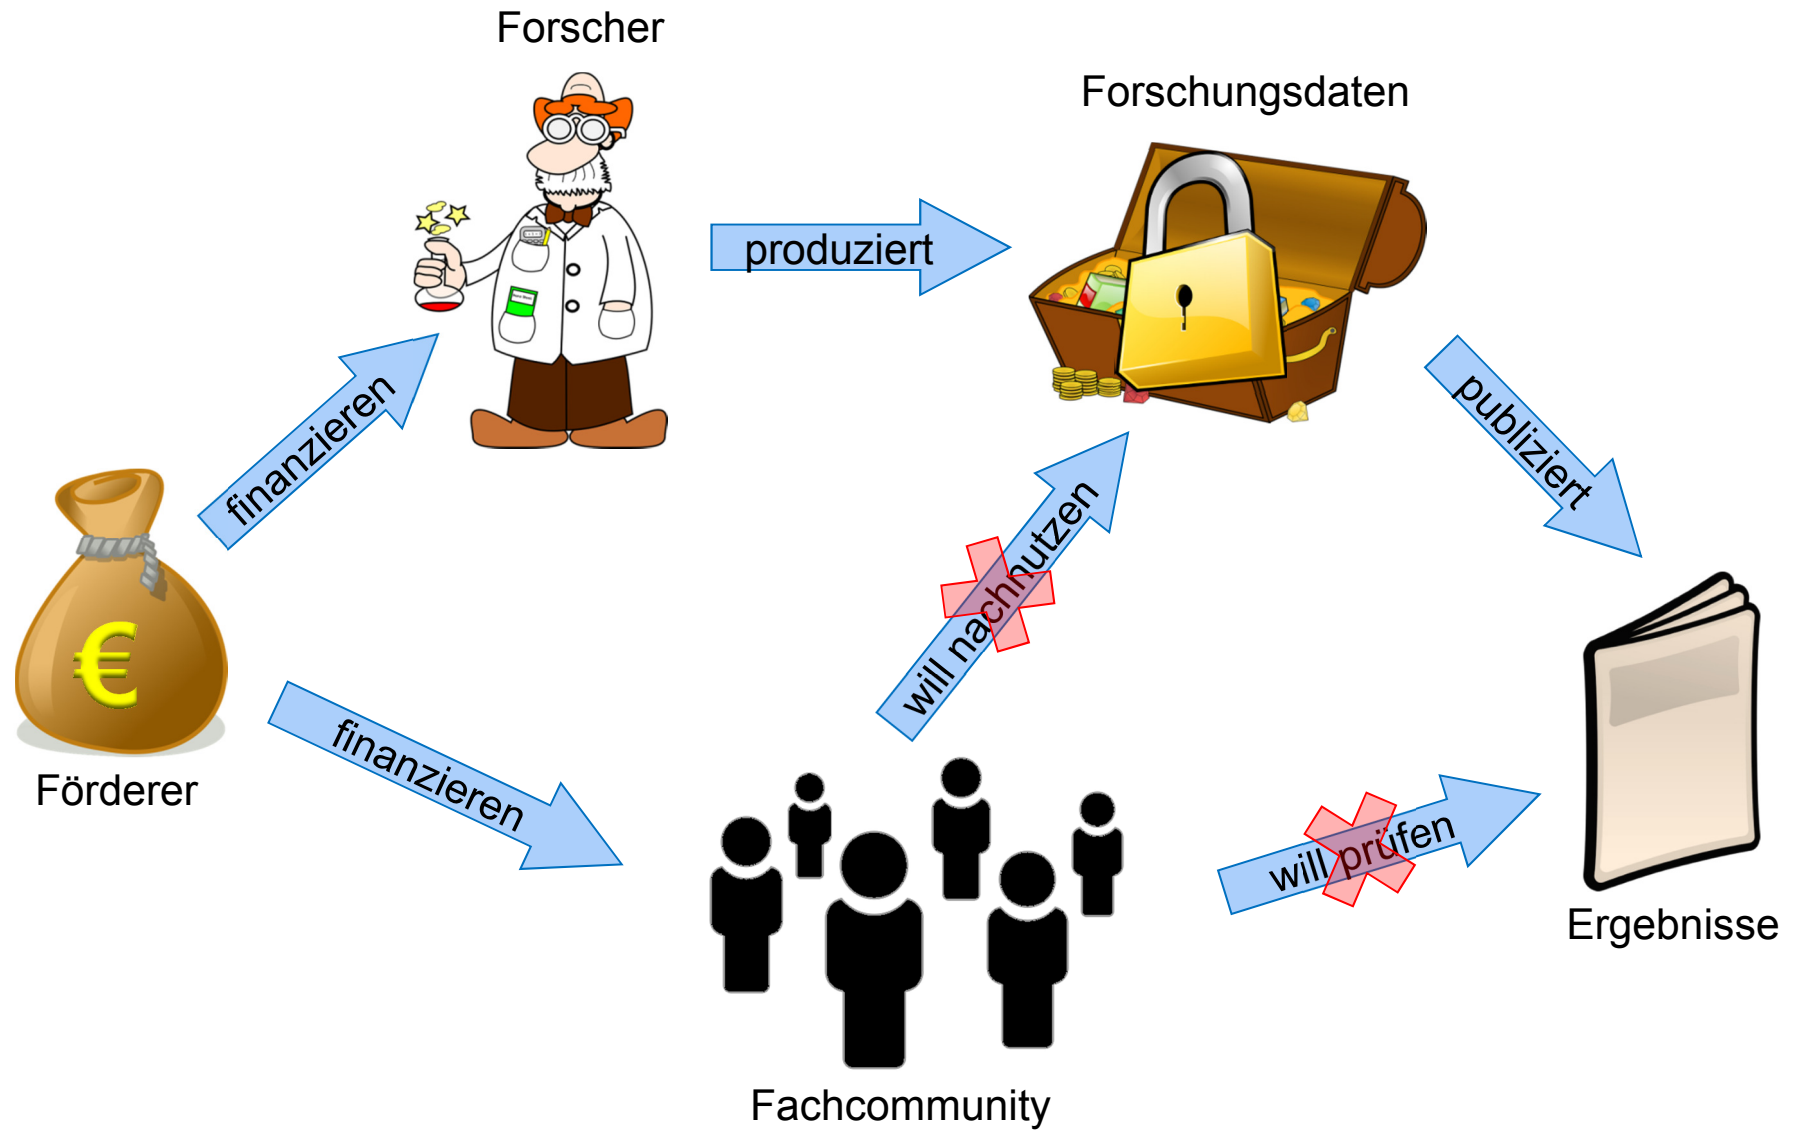 Forscher
Forschungsdaten
produziert
finanzieren
publiziert
will nachnutzen
€
Förderer
finanzieren
will prüfen
Ergebnisse
Fachcommunity